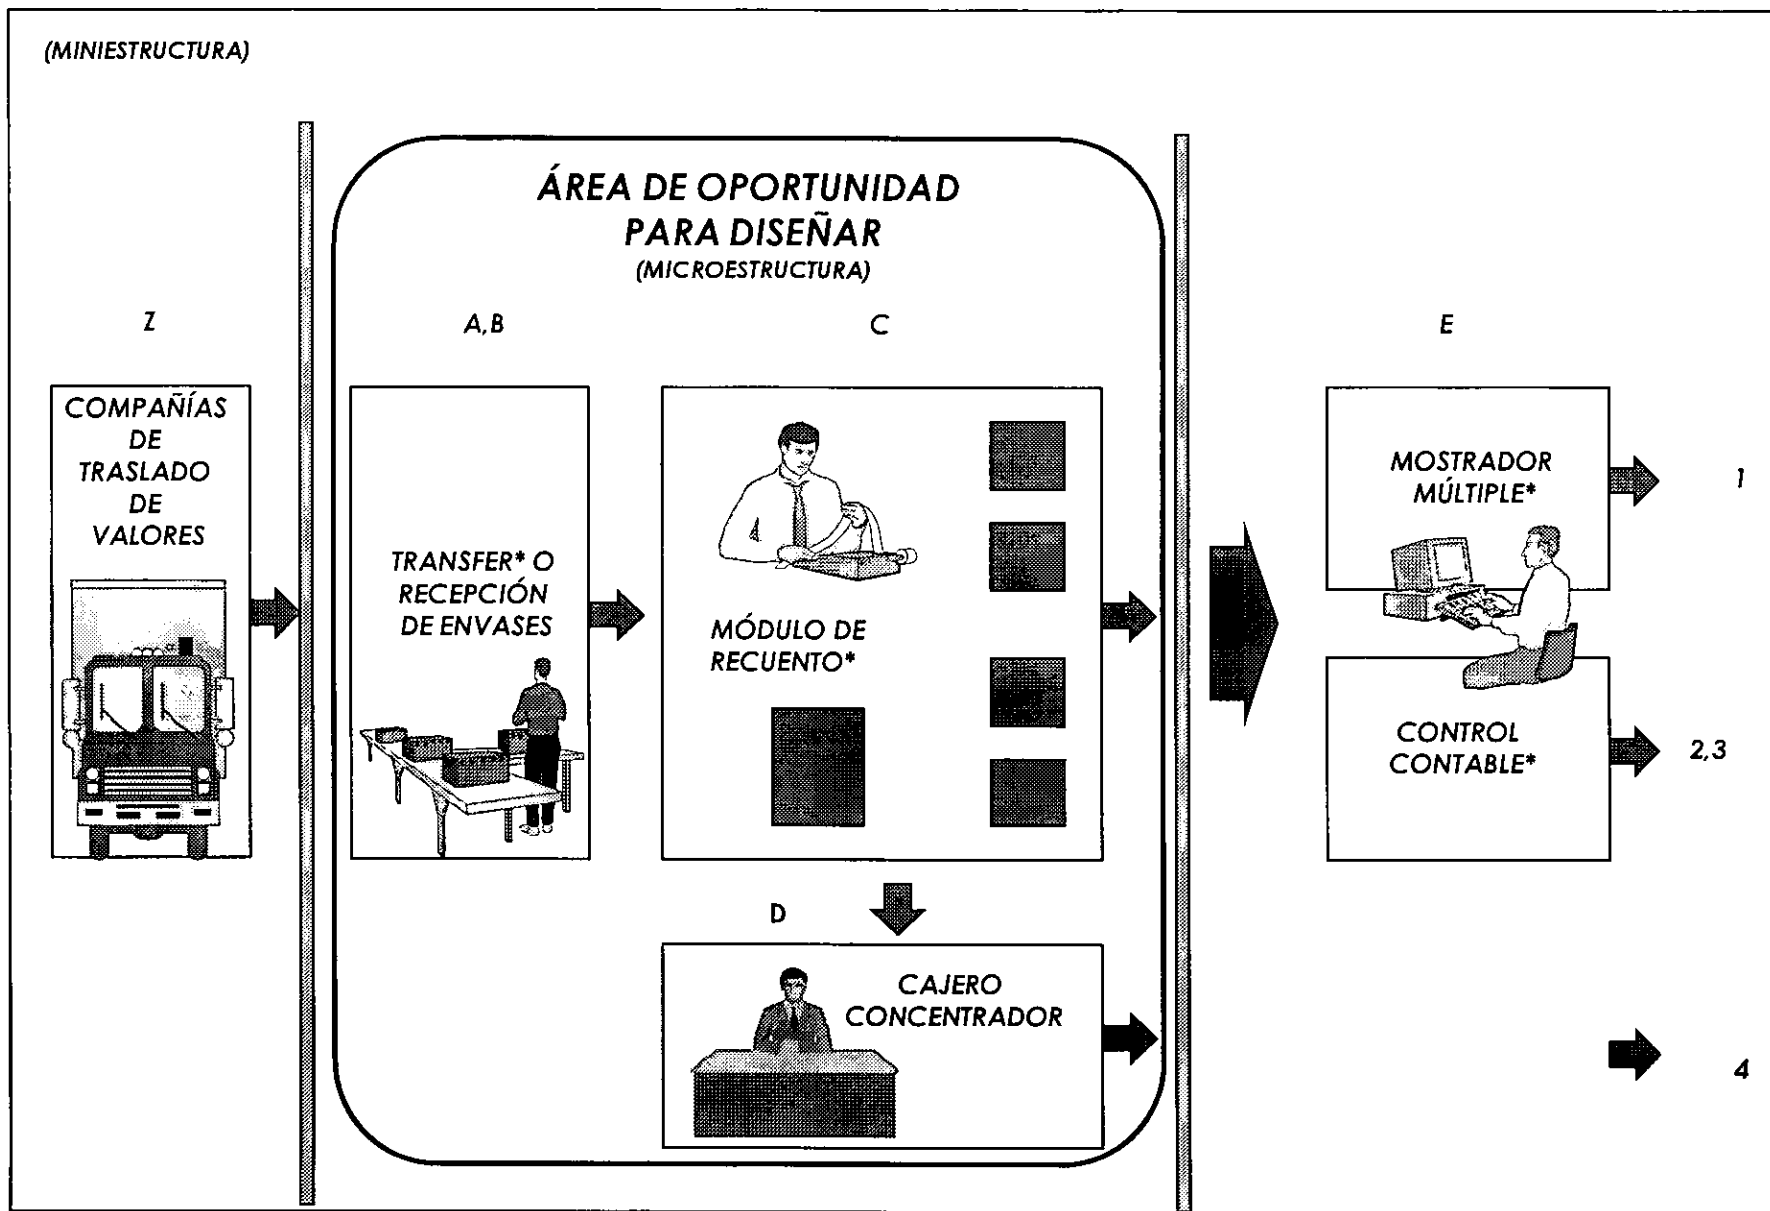 (MINIESTRUCTURA)
ÁREA DE OPORTUNIDAD
PARA DISEÑAR
(MICROESTRUCTURA)
Z
A,B
C
E
COMPAÑÍAS
DE
TRASLADO
DE
VALORES
TRANSFER* O
RECEPCIÓN
DE ENVASES
MÓDULO DE
RECUENTO*
MOSTRADOR
MÚLTIPLE*
1
CONTROL
CONTABLE*
2,3
D
CAJERO
CONCENTRADOR
4